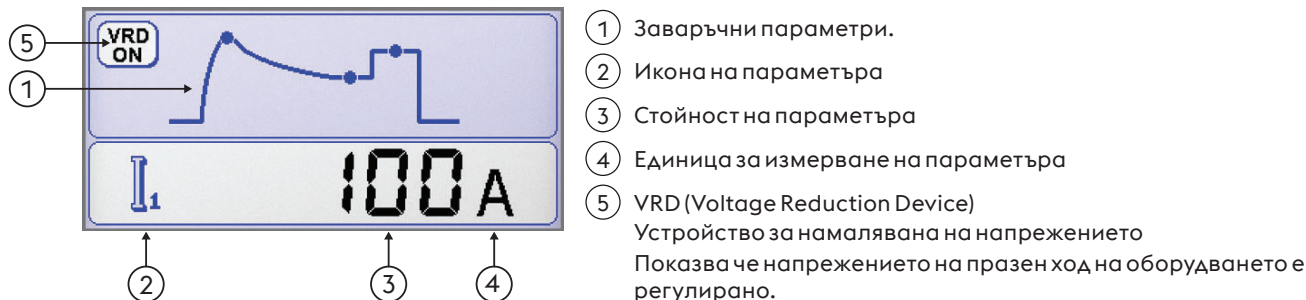 VRD
ON
I1
100 A
5
1
2
3
4
1 Заваръчни параметри.
2 Икона на параметъра
3 Стойност на параметъра
4 Единица за измерване на параметъра
5 VRD (Voltage Reduction Device)
Устройство за намалявана на напрежението
Показва че напрежението на празен ход на оборудването е
регулирано.